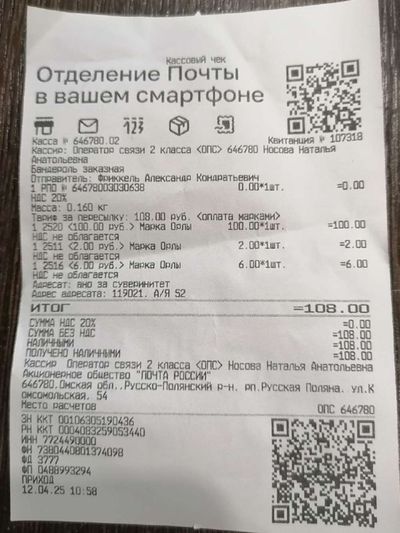 Кассовый чек
Отделение Почты
в вашем смартфоне
Касса № 646780.02
Квитанция № 107318
Кассир: Оператор связи 2 класса <ОПС> 646780 Носова Наталья
Анатольевна
Бандероль заказная
Отправитель: Фриккель Александр Кондратьевич
1 РПО № 64678003030638 0.00*1шт. =0.00
НДС 20%
Масса: 0.160 кг
Тариф за пересылку: 108.00 руб. <оплата марками>
1 2520 <100.00 руб.> Марка Орлы 100.00*1шт. =100.00
НДС не облагается
1 2511 <2.00 руб.> Марка Орлы 2.00*1шт. =2.00
НДС не облагается
1 2516 <6.00 руб.> Марка Орлы 6.00*1шт. =6.00
НДС не облагается
Адресат: ано за суверинитет
Адрес адресата: 119021. А/Я 52
ИТОГ =108.00
СУММА НДС 20% =0.00
СУММА БЕЗ НДС =108.00
НАЛИЧНЫМИ =108.00
ПОЛУЧЕНО НАЛИЧНЫМИ =108.00
Кассир Оператор связи 2 класса <ОПС> Носова Наталья Анатольевна
Акционерное общество "ПОЧТА РОССИИ"
646780,Омская обл.,Русско-Полянский р-н, рп.Русская Поляна, ул.К
омсомольская, 54
Место расчетов ОПС 646780
ЗН ККТ 00106305190436
РН ККТ 0004083259053440
ИНН 7724490000
ФН 7380440801374098
ФД 3777
ФП 0488993294
ПРИХОД
12.04.25 10:58